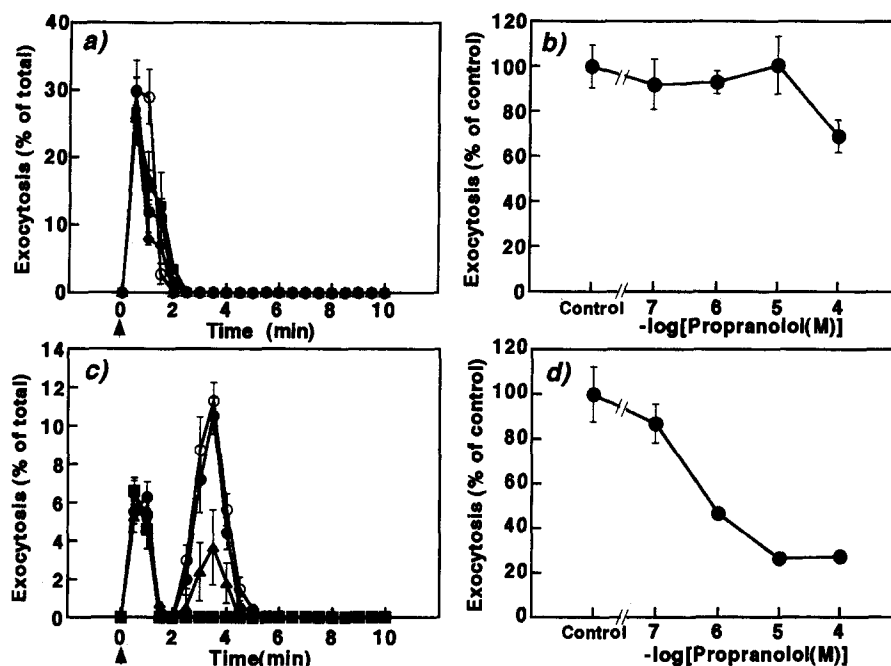 a)
Exocytosis (% of total)
40
30
20
10
0
0 2 4 6 8 10
Time (min)
b)
Exocytosis (% of control)
120
100
80
60
40
20
0
Control 7 6 5 4
-log[Propranolol(M)]
c)
Exocytosis (% of total)
14
12
10
8
6
4
2
0
0 2 4 6 8 10
Time(min)
d)
Exocytosis (% of control)
120
100
80
60
40
20
0
Control 7 6 5 4
-log[Propranolol(M)]